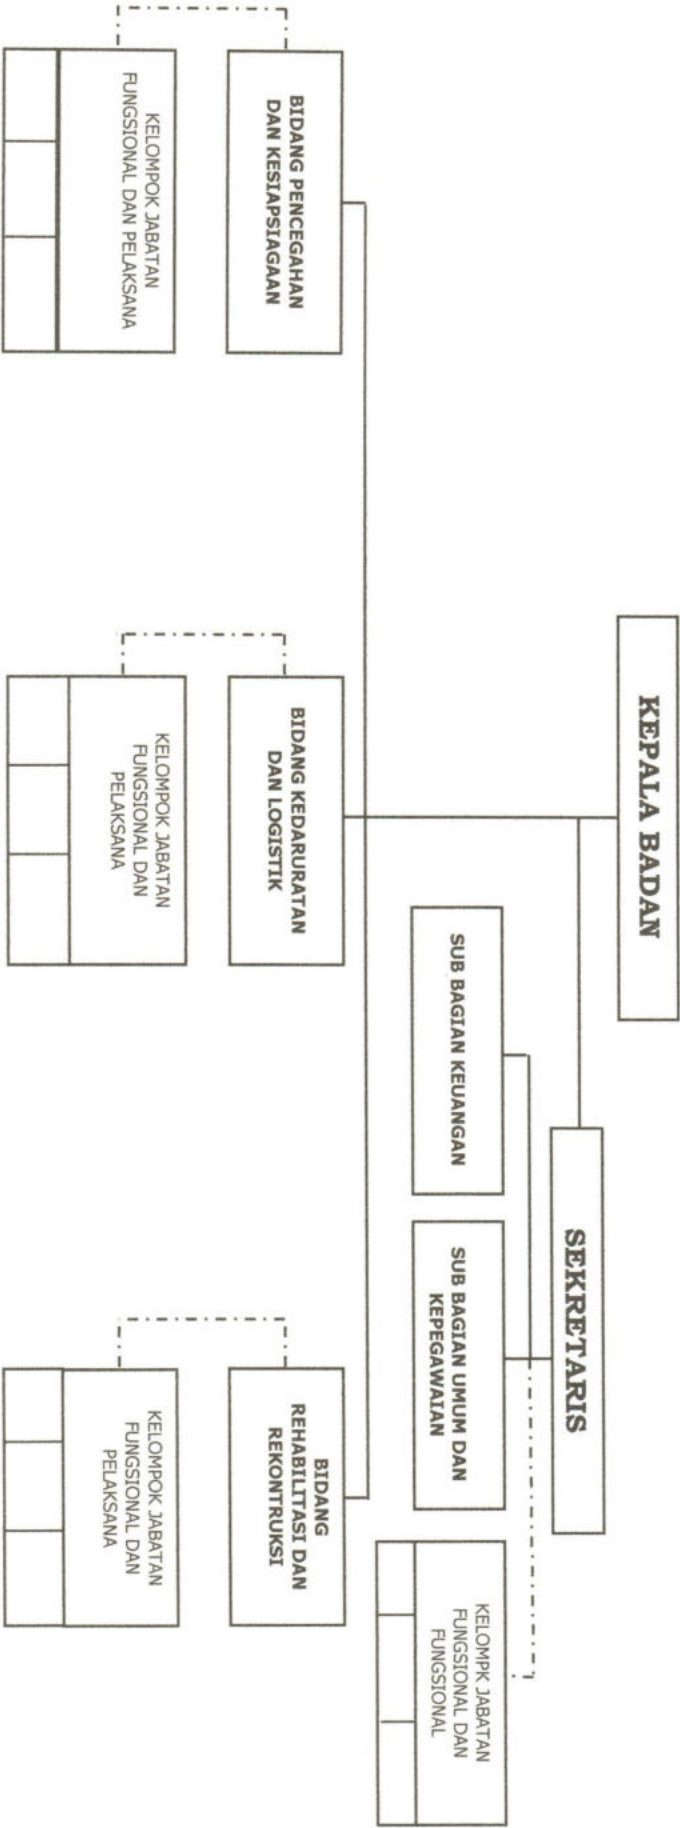 KEPALA BADAN
SEKRETARIS
SUB BAGIAN KEUANGAN
SUB BAGIAN UMUM DAN
KEPEGAWAIAN
KELOMPK JABATAN
FUNGSIONAL DAN
FUNGSIONAL
BIDANG PENCEGAHAN
DAN KESIAPSIAGAAN
BIDANG KEDARURATAN
DAN LOGISTIK
BIDANG
REHABILITASI DAN
REKONTRUKSI
KELOMPOK JABATAN
FUNGSIONAL DAN PELAKSANA
KELOMPOK JABATAN
FUNGSIONAL DAN
PELAKSANA
KELOMPOK JABATAN
FUNGSIONAL DAN
PELAKSANA